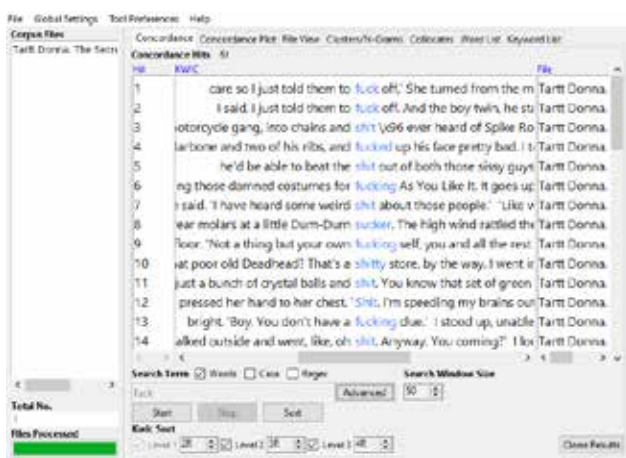 File Global Settings Tool Preferences Help
Corpus Files
Tartt Donna. The Secre
Concordance Concordance Plot File View Clusters/N-Grams Collocates Word List Keyword List
Concordance Hits
Hit KWIC File
1 care so I just told them to fuck off,' She turned from the m Tartt Donna.
2 I said. I just told them to fuck off. And the boy twin, he sta Tartt Donna.
3 otorcycle gang, into chains and shit \x96 ever heard of Spike Ro Tartt Donna.
4 larbone and two of his ribs, and fucked up his face pretty bad. I t Tartt Donna.
5 he'd be able to beat the shit out of both those sissy guys Tartt Donna.
6 ng those damned costumes for fucking As You Like It. It goes up Tartt Donna.
7 said. 'I have heard some weird shit about those people.' 'Like w Tartt Donna.
8 ear molars at a little Dum-Dum sucker. The high wind rattled the Tartt Donna.
9 floor. 'Not a thing but your own fucking self, you and all the rest Tartt Donna.
10 at poor old Deadhead? That's a shitty store, by the way. I went ir Tartt Donna.
11 just a bunch of crystal balls and shit. You know that set of green Tartt Donna.
12 pressed her hand to her chest. 'Shit, I'm speeding my brains out Tartt Donna.
13 bright. 'Boy. You don't have a fucking clue.' I stood up, unable Tartt Donna.
14 alked outside and went, like, oh shit. Anyway. You coming?' I lo Tartt Donna.
Search Term Words Case Regex Search Window Size
fuck Advanced 50
Total No.
1
Start Stop Sort
Files Processed
Kwic Sort
Level 1 Level 2 Level 3 Clone Results